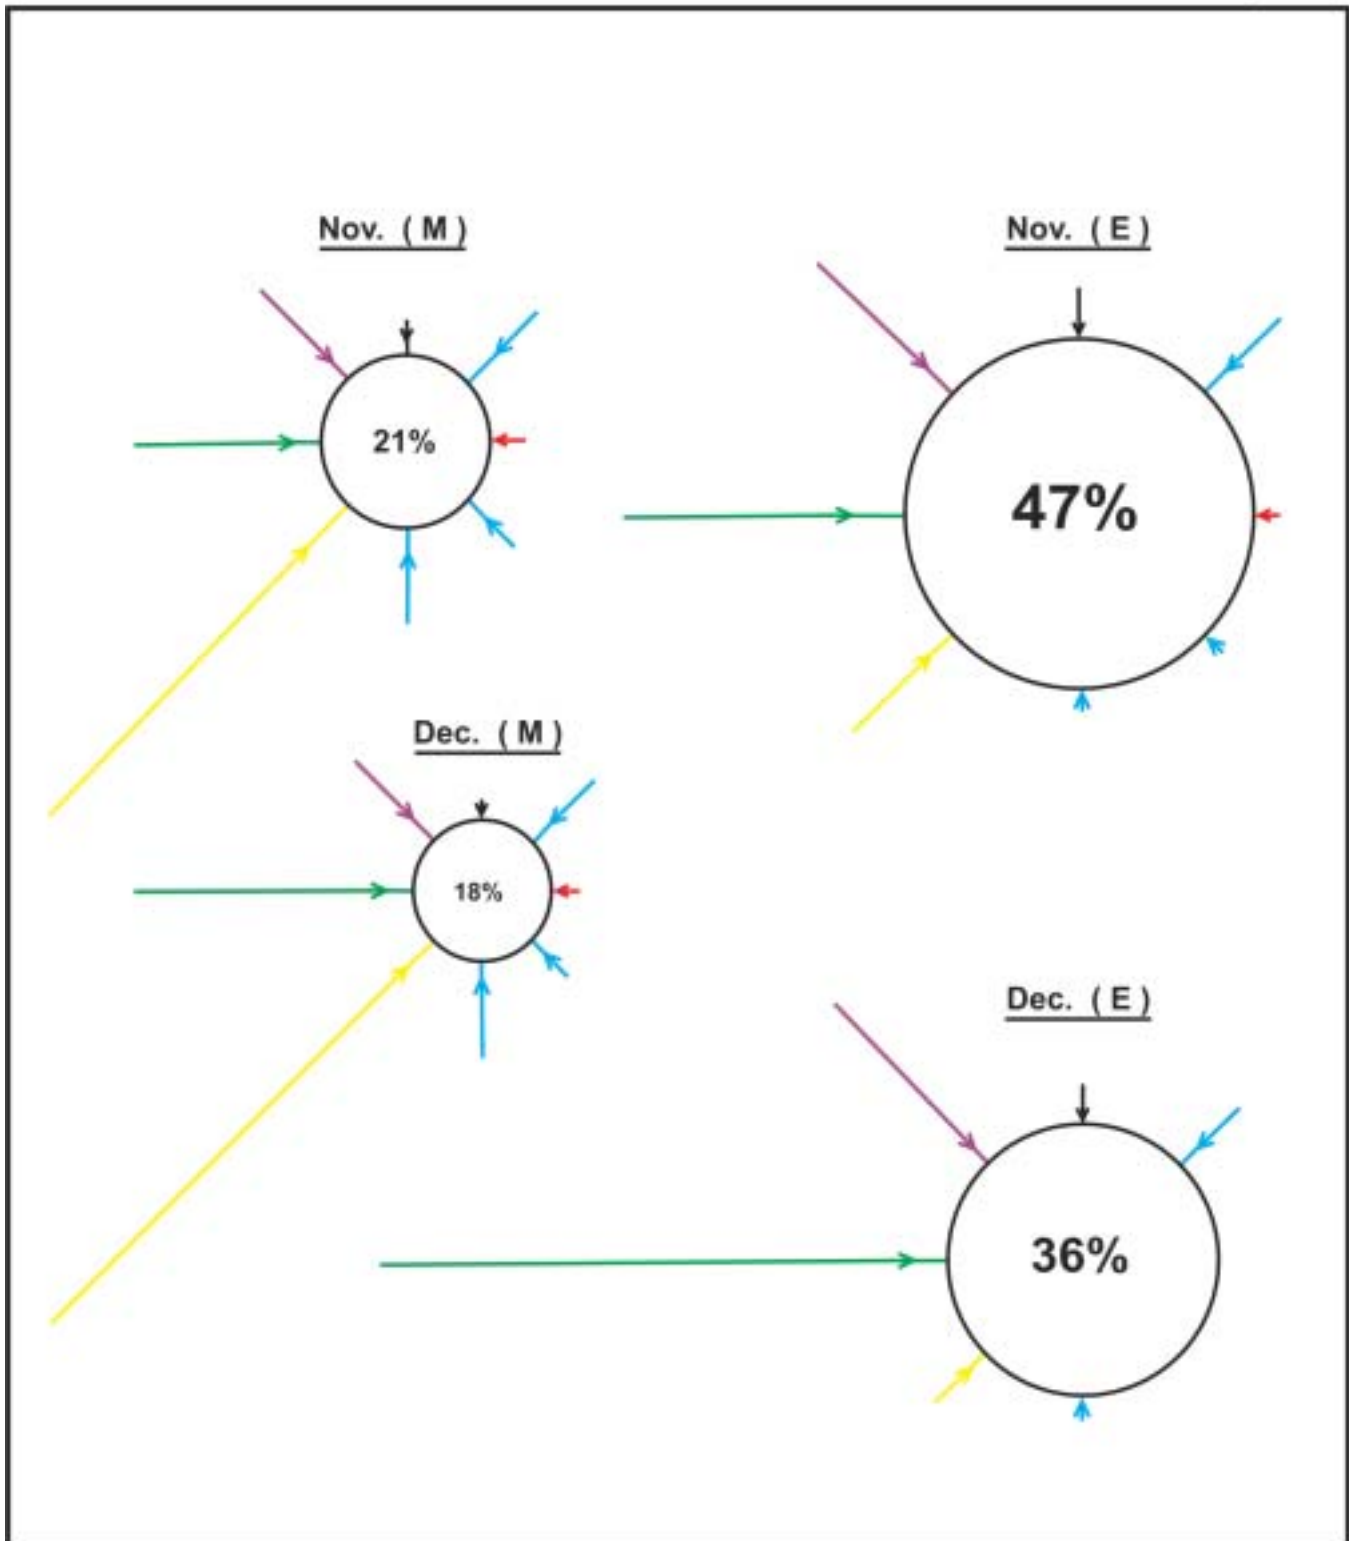 Nov. ( M )
21%
Nov. ( E )
47%
Dec. ( M )
18%
Dec. ( E )
36%